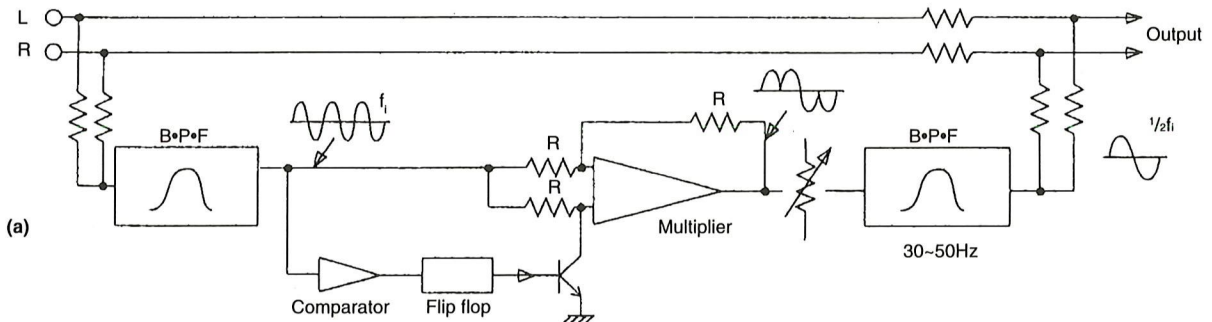 L
R
Output
B•P•F
fi
R
R
R
Multiplier
B•P•F
30~50Hz
½fi
(a)
Comparator
Flip flop